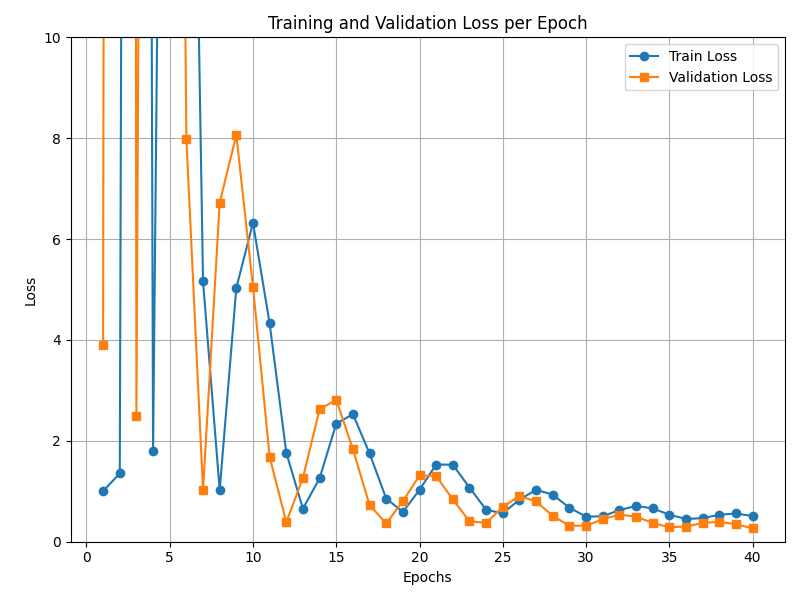 Training and Validation Loss per Epoch
Train Loss
Validation Loss
10
8
6
4
2
0
Loss
0 5 10 15 20 25 30 35 40
Epochs